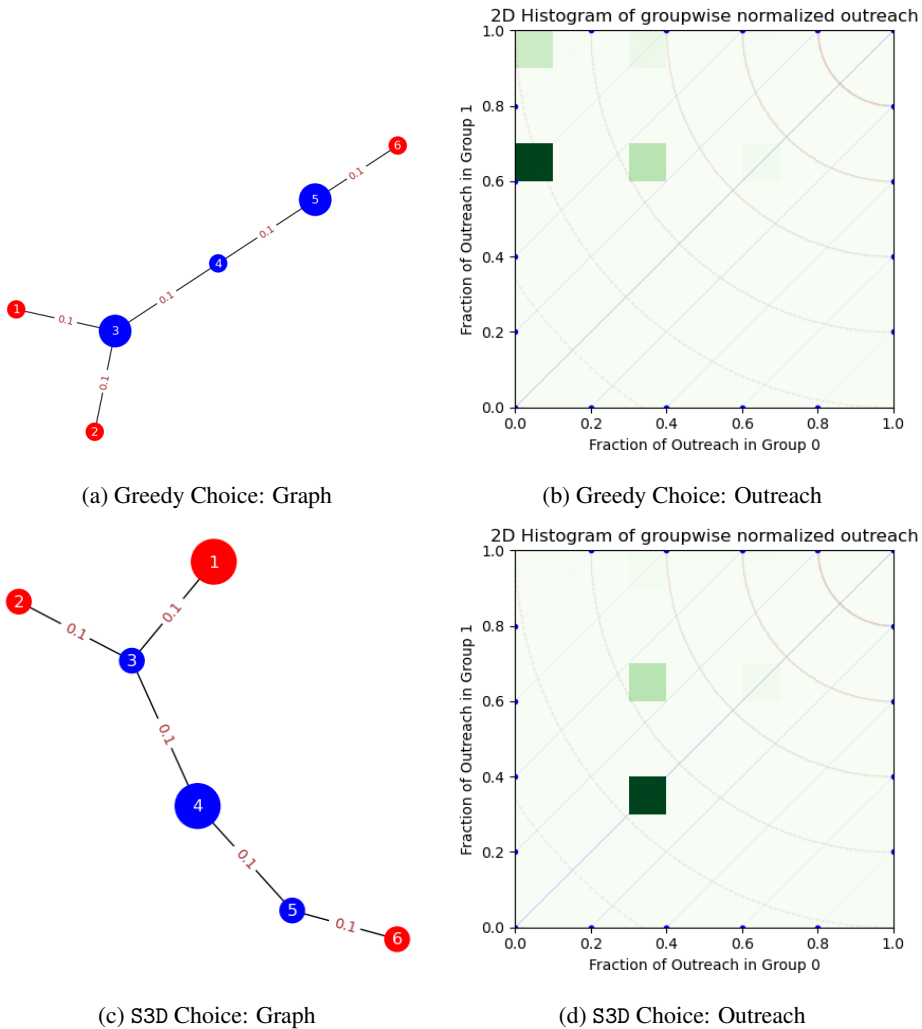 2D Histogram of groupwise normalized outreach
6
0.1
5
0.1
4
0.1
1
0.1
3
0.1
2
1.0
0.8
0.6
0.4
0.2
0.0
Fraction of Outreach in Group 1
0.0 0.2 0.4 0.6 0.8 1.0
Fraction of Outreach in Group 0
(a) Greedy Choice: Graph
(b) Greedy Choice: Outreach
1
2
0.1
0.1
3
0.1
4
0.1
5
0.1
6
2D Histogram of groupwise normalized outreach
1.0
0.8
0.6
0.4
0.2
0.0
Fraction of Outreach in Group 1
0.0 0.2 0.4 0.6 0.8 1.0
Fraction of Outreach in Group 0
(c) S3D Choice: Graph
(d) S3D Choice: Outreach